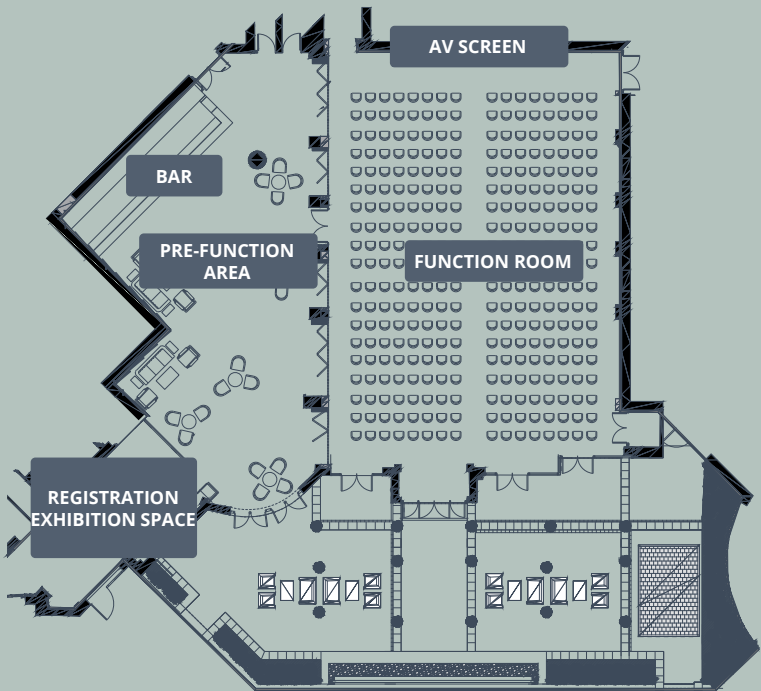 AV SCREEN
BAR
PRE-FUNCTION
AREA
FUNCTION ROOM
REGISTRATION
EXHIBITION SPACE